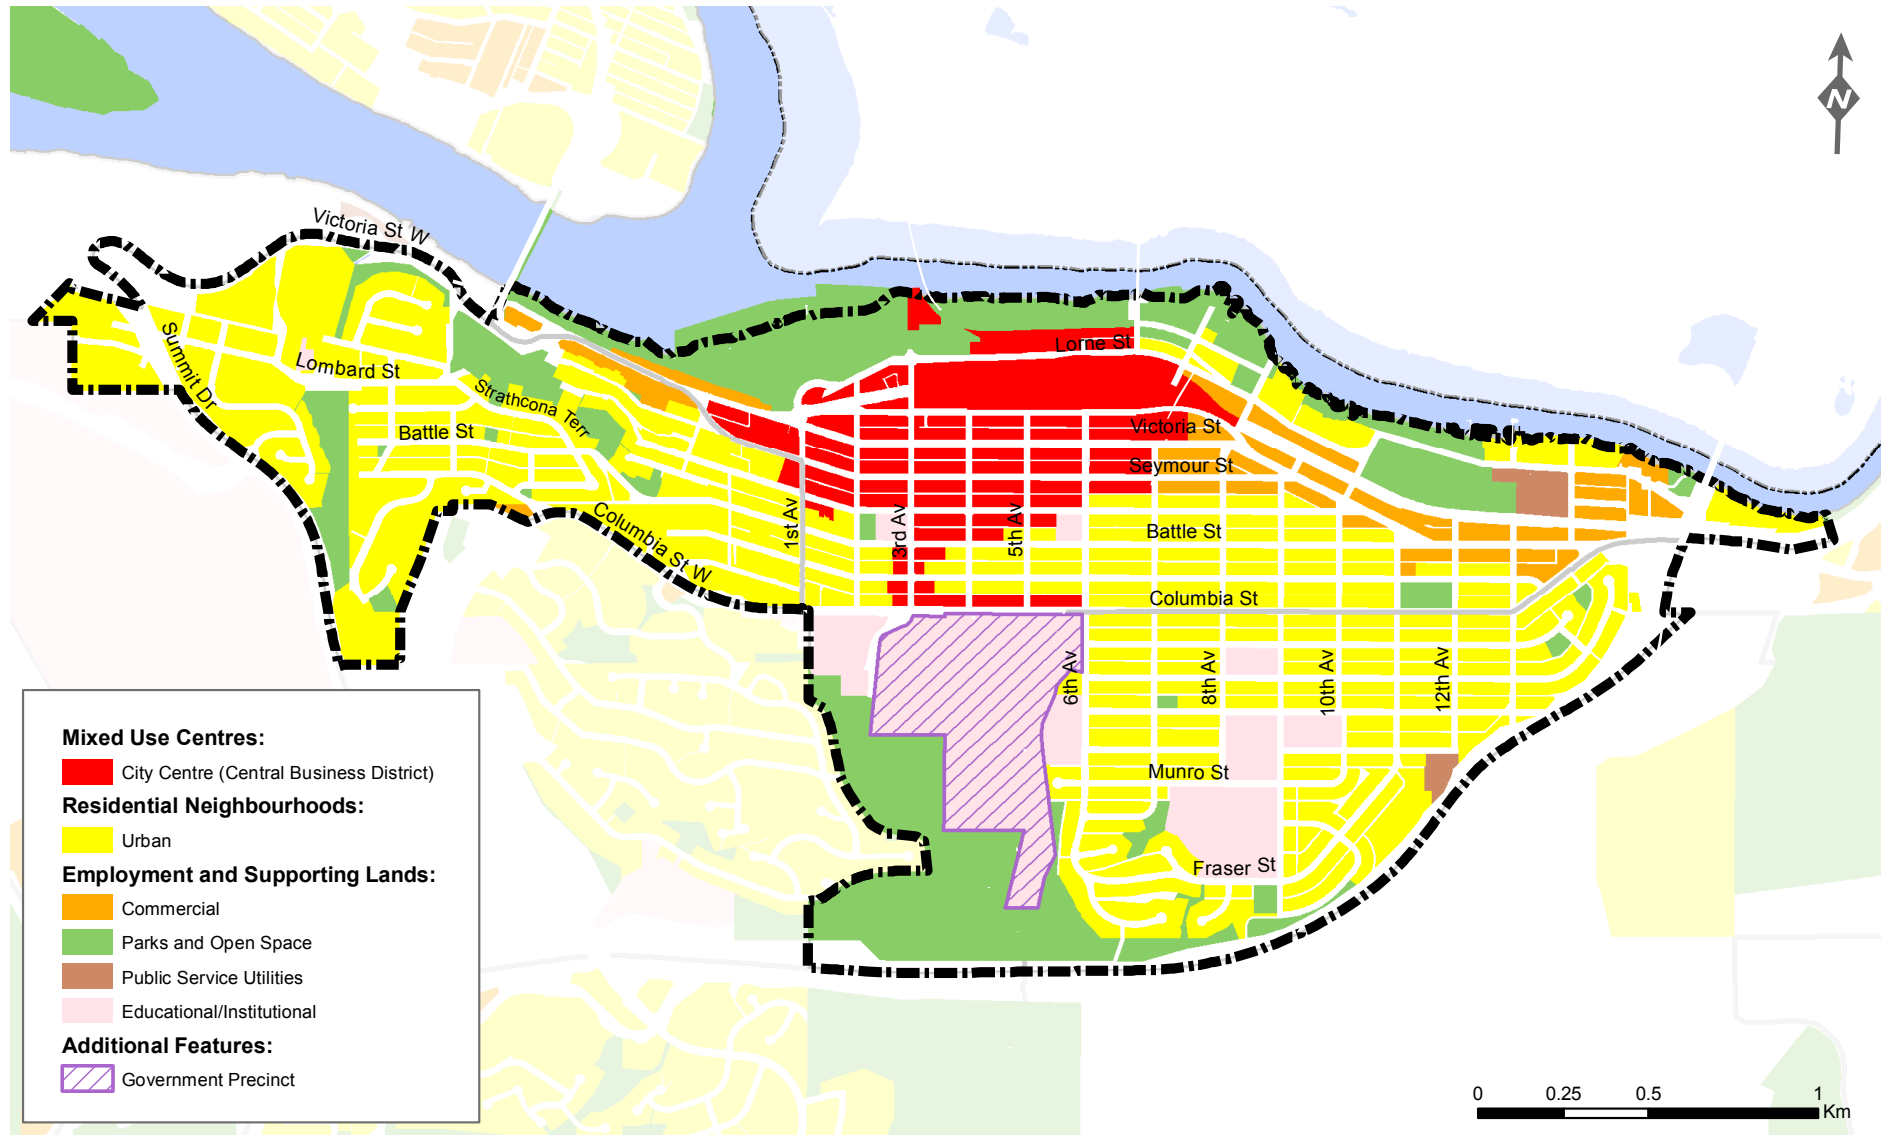 N
Victoria St W
Summit Dr
Lombard St
Strathcona Terr
Battle St
Columbia St W
Lorne St
Victoria St
Seymour St
1st Av
3rd Av
5th Av
Battle St
Columbia St
6th Av
8th Av
10th Av
12th Av
Munro St
Fraser St
Mixed Use Centres:
City Centre (Central Business District)
Residential Neighbourhoods:
Urban
Employment and Supporting Lands:
Commercial
Parks and Open Space
Public Service Utilities
Educational/Institutional
Additional Features:
Government Precinct
0 0.25 0.5 1
Km